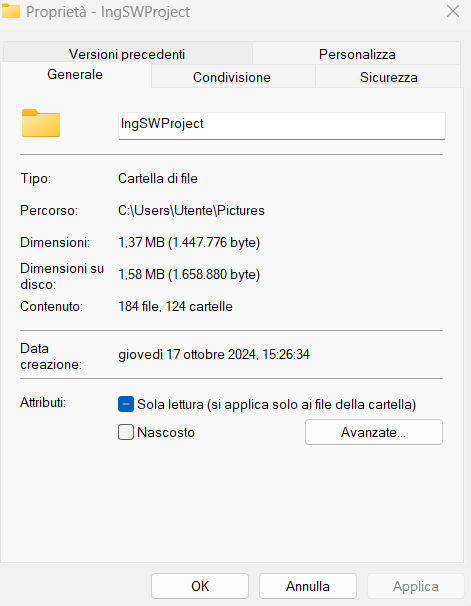 Proprietà - IngSWProject
Versioni precedenti
Personalizza
Generale
Condivisione
Sicurezza
IngSWProject
Tipo:
Cartella di file
Percorso:
C:\Users\Utente\Pictures
Dimensioni:
1,37 MB (1.447.776 byte)
Dimensioni su
disco:
1,58 MB (1.658.880 byte)
Contenuto:
184 file, 124 cartelle
Data
creazione:
giovedì 17 ottobre 2024, 15:26:34
Attributi:
Sola lettura (si applica solo ai file della cartella)
Nascosto
Avanzate...
OK
Annulla
Applica